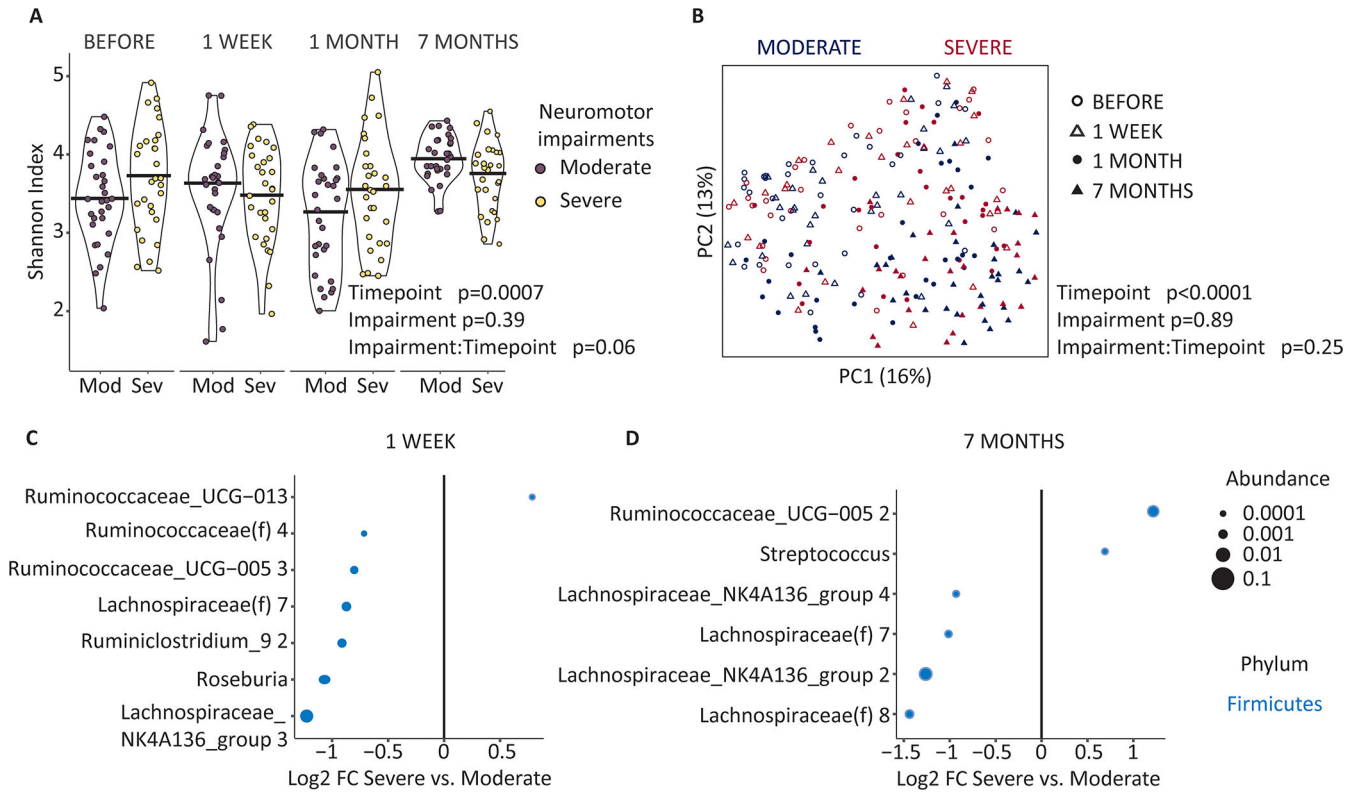 A
BEFORE 1 WEEK 1 MONTH 7 MONTHS
Shannon Index
5
4
3
2
Mod Sev Mod Sev Mod Sev Mod Sev
Neuromotor
impairments
Moderate
Severe
Timepoint p=0.0007
Impairment p=0.39
Impairment:Timepoint p=0.06
B
MODERATE SEVERE
PC2 (13%)
PC1 (16%)
BEFORE
1 WEEK
1 MONTH
7 MONTHS
Timepoint p<0.0001
Impairment p=0.89
Impairment:Timepoint p=0.25
C
1 WEEK
Ruminococcaceae_UCG−013
Ruminococcaceae(f) 4
Ruminococcaceae_UCG−005 3
Lachnospiraceae(f) 7
Ruminiclostridium_9 2
Roseburia
Lachnospiraceae_
NK4A136_group 3
−1 −0.5 0 0.5
Log2 FC Severe vs. Moderate
D
7 MONTHS
Ruminococcaceae_UCG−005 2
Streptococcus
Lachnospiraceae_NK4A136_group 4
Lachnospiraceae(f) 7
Lachnospiraceae_NK4A136_group 2
Lachnospiraceae(f) 8
−1.5 −1 −0.5 0 0.5 1
Log2 FC Severe vs. Moderate
Abundance
0.0001
0.001
0.01
0.1
Phylum
Firmicutes